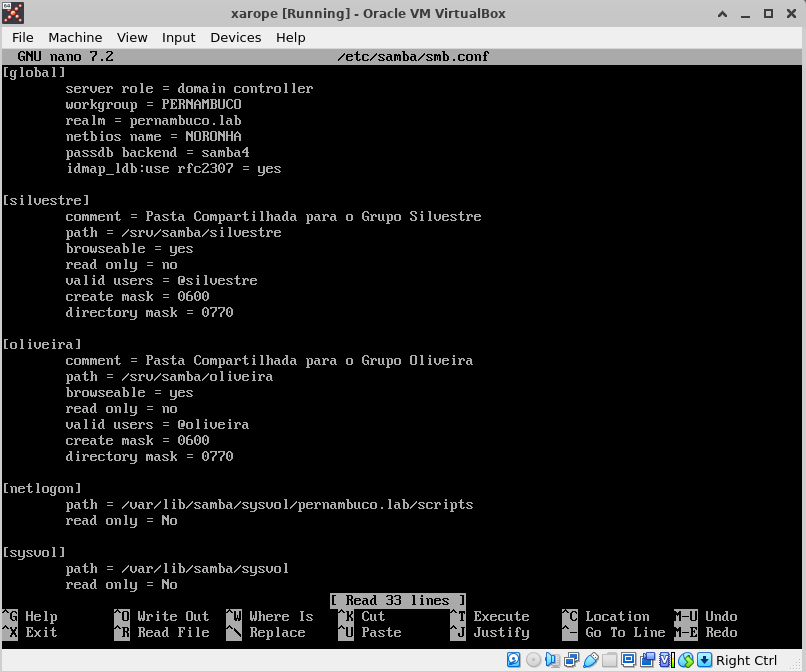 xarope [Running] - Oracle VM VirtualBox
File Machine View Input Devices Help
GNU nano 7.2 /etc/samba/smb.conf
[global]
server role = domain controller
workgroup = PERNAMBUCO
realm = pernambuco.lab
netbios name = NORONHA
passdb backend = samba4
idmap_ldb:use rfc2307 = yes
[silvestre]
comment = Pasta Compartilhada para o Grupo Silvestre
path = /srv/samba/silvestre
browseable = yes
read only = no
valid users = @silvestre
create mask = 0600
directory mask = 0770
[oliveira]
comment = Pasta Compartilhada para o Grupo Oliveira
path = /srv/samba/oliveira
browseable = yes
read only = no
valid users = @oliveira
create mask = 0600
directory mask = 0770
[netlogon]
path = /var/lib/samba/sysvol/pernambuco.lab/scripts
read only = No
[sysvol]
path = /var/lib/samba/sysvol
read only = No
[ Read 33 lines ]
^G Help ^O Write Out ^W Where Is ^K Cut ^T Execute ^C Location M-U Undo
^X Exit ^R Read File ^\ Replace ^U Paste ^J Justify ^_ Go To Line M-E Redo
Right Ctrl